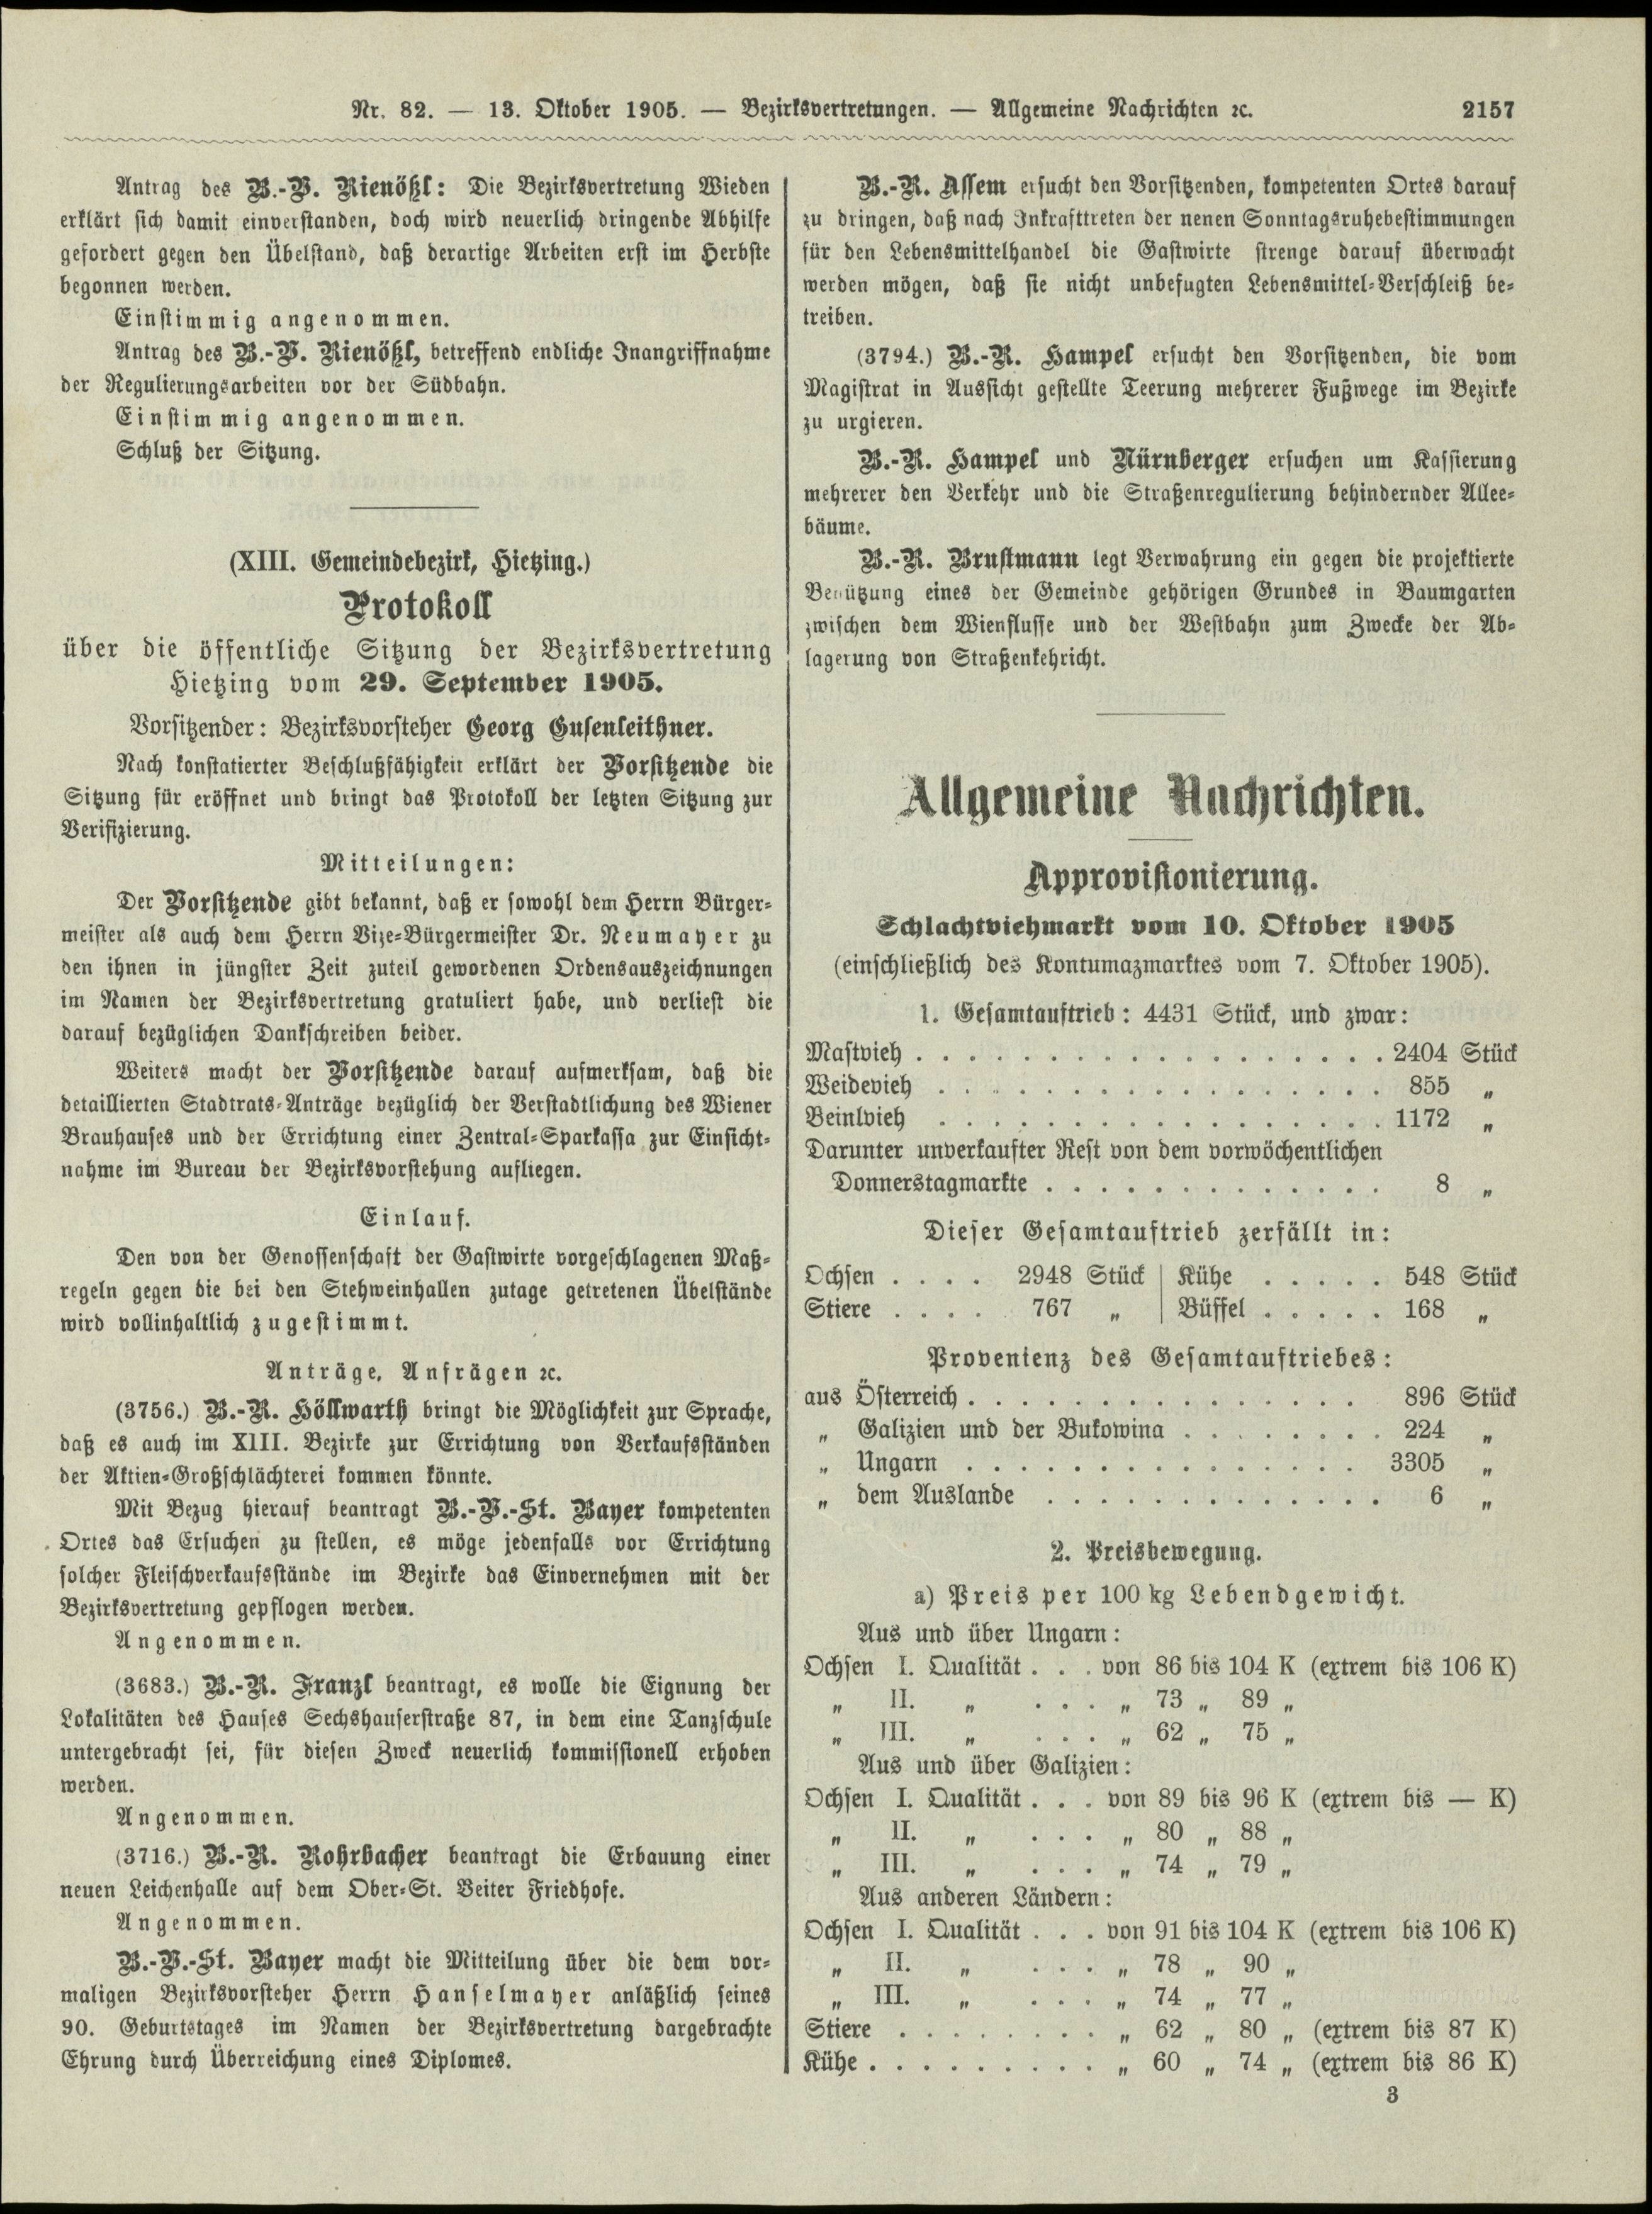 Nr. 82. — 13. Oktober 1905. — Bezirksvertretungen. — Allgemeine Nachrichten ꝛc. 2157
Antrag des B.-V. Rienößl: Die Bezirksvertretung Wieden
erklärt sich damit einverstanden, doch wird neuerlich dringende Abhilfe
gefordert gegen den Übelstand, daß derartige Arbeiten erst im Herbste
begonnen werden.
Einstimmig angenommen.
Antrag des B.-V. Rienößl, betreffend endliche Inangriffnahme
der Regulierungsarbeiten vor der Südbahn.
Einstimmig angenommen.
Schluß der Sitzung.
(XIII. Gemeindebezirk, Hietzing.)
Protokoll
über die öffentliche Sitzung der Bezirksvertretung
Hietzing vom 29. September 1905.
Vorsitzender: Bezirksvorsteher Georg Gusenleithner.
Nach konstatierter Beschlußfähigkeit erklärt der Vorsitzende die
Sitzung für eröffnet und bringt das Protokoll der letzten Sitzung zur
Verifizierung.
Mitteilungen:
Der Vorsitzende gibt bekannt, daß er sowohl dem Herrn Bürger-
meister als auch dem Herrn Vize-Bürgermeister Dr. Neumayer zu
den ihnen in jüngster Zeit zuteil gewordenen Ordensauszeichnungen
im Namen der Bezirksvertretung gratuliert habe, und verliest die
darauf bezüglichen Dankschreiben beider.
Weiters macht der Vorsitzende darauf aufmerksam, daß die
detaillierten Stadtrats-Anträge bezüglich der Verstadtlichung des Wiener
Brauhauses und der Errichtung einer Zentral-Sparkassa zur Einsicht-
nahme im Bureau der Bezirksvorstehung aufliegen.
Einlauf.
Den von der Genossenschaft der Gastwirte vorgeschlagenen Maß-
regeln gegen die bei den Stehweinhallen zutage getretenen Übelstände
wird vollinhaltlich zugestimmt.
Anträge, Anfrägen ꝛc.
(3756.) B.-R. Höllwarth bringt die Möglichkeit zur Sprache,
daß es auch im XIII. Bezirke zur Errichtung von Verkaufsständen
der Aktien-Großschlächterei kommen könnte.
Mit Bezug hierauf beantragt B.-V.-St. Bayer kompetenten
Ortes das Ersuchen zu stellen, es möge jedenfalls vor Errichtung
solcher Fleischverkaufsstände im Bezirke das Einvernehmen mit der
Bezirksvertretung gepflogen werden.
Angenommen.
(3683.) B.-R. Franzl beantragt, es wolle die Eignung der
Lokalitäten des Hauses Sechshauserstraße 87, in dem eine Tanzschule
untergebracht sei, für diesen Zweck neuerlich kommissionell erhoben
werden.
Angenommen.
(3716.) B.-R. Rohrbacher beantragt die Erbauung einer
neuen Leichenhalle auf dem Ober-St. Veiter Friedhofe.
Angenommen.
B.-V.-St. Bayer macht die Mitteilung über die dem vor-
maligen Bezirksvorsteher Herrn Hanselmayer anläßlich seines
90. Geburtstages im Namen der Bezirksvertretung dargebrachte
Ehrung durch Überreichung eines Diplomes.
B.-R. Assem ersucht den Vorsitzenden, kompetenten Ortes darauf
zu dringen, daß nach Inkrafttreten der neuen Sonntagsruhebestimmungen
für den Lebensmittelhandel die Gastwirte strenge darauf überwacht
werden mögen, daß sie nicht unbefugten Lebensmittel-Verschleiß be-
treiben.
(3794.) B.-R. Hampel ersucht den Vorsitzenden, die vom
Magistrat in Aussicht gestellte Teerung mehrerer Fußwege im Bezirke
zu urgieren.
B.-R. Hampel und Nürnberger ersuchen um Kassierung
mehrerer den Verkehr und die Straßenregulierung behindernder Allee-
bäume.
B.-R. Brustmann legt Verwahrung ein gegen die projektierte
Benützung eines der Gemeinde gehörigen Grundes in Baumgarten
zwischen dem Wienflusse und der Westbahn zum Zwecke der Ab-
lagerung von Straßenkehricht.
Allgemeine Nachrichten.
Approvisionierung.
Schlachtviehmarkt vom 10. Oktober 1905
(einschließlich des Kontumazmarktes vom 7. Oktober 1905).
1. Gesamtauftrieb: 4431 Stück, und zwar:
Mastvieh . . . . . . . . . . . . . . . . . . 2404 Stück
Weidevieh . . . . . . . . . . . . . . . . . 855 „
Beinlvieh . . . . . . . . . . . . . . . . . 1172 „
Darunter unverkaufter Rest von dem vorwöchentlichen
Donnerstagmarkte . . . . . . . . . . . . . 8 „
Dieser Gesamtauftrieb zerfällt in:
Ochsen . . . . 2948 Stück | Kühe . . . . . 548 Stück
Stiere . . . . 767 „ | Büffel . . . . . 168 „
Provenienz des Gesamtauftriebes:
aus Österreich . . . . . . . . . . . . . . . 896 Stück
„ Galizien und der Bukowina . . . . . . . . 224 „
„ Ungarn . . . . . . . . . . . . . . . 3305 „
„ dem Auslande . . . . . . . . . . . . . 6 „
2. Preisbewegung.
a) Preis per 100 kg Lebendgewicht.
Aus und über Ungarn:
Ochsen I. Qualität . . . von 86 bis 104 K (extrem bis 106 K)
„ II. „ . . . „ 73 „ 89 „
„ III. „ . . . „ 62 „ 75 „
Aus und über Galizien:
Ochsen I. Qualität . . . von 89 bis 96 K (extrem bis — K)
„ II. „ . . . „ 80 „ 88 „
„ III. „ . . . „ 74 „ 79 „
Aus anderen Ländern:
Ochsen I. Qualität . . . von 91 bis 104 K (extrem bis 106 K)
„ II. „ . . . „ 78 „ 90 „
„ III. „ . . . „ 74 „ 77 „
Stiere . . . . . . . . „ 62 „ 80 „ (extrem bis 87 K)
Kühe . . . . . . . . . „ 60 „ 74 „ (extrem bis 86 K)
3